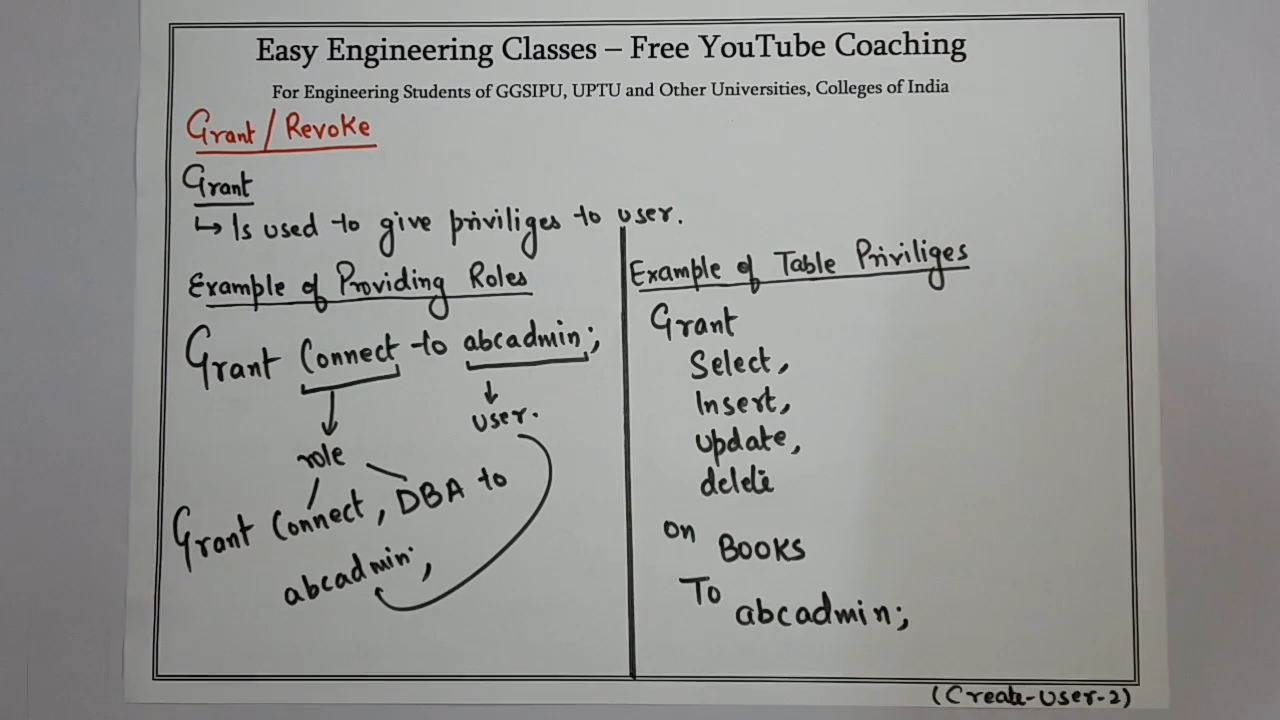 Easy Engineering Classes – Free YouTube Coaching
For Engineering Students of GGSIPU, UPTU and Other Universities, Colleges of India
Grant / Revoke
Grant
↳ Is used to give priviliges to user.
Example of Providing Roles
Grant Connect to abcadmin;
role
user.
Grant Connect, DBA to
abcadmin;
Example of Table Priviliges
Grant
Select,
Insert,
update,
delete
on
BOOKS
To
abcadmin;
(Create-User-2)